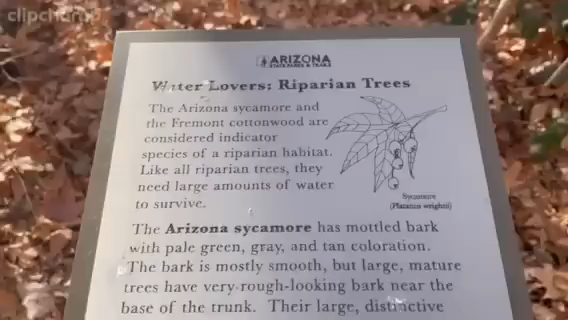 clipchamp
ARIZONA
STATE PARKS & TRAILS
Water Lovers: Riparian Trees
The Arizona sycamore and
the Fremont cottonwood are
considered indicator
species of a riparian habitat.
Like all riparian trees, they
need large amounts of water
to survive.
Sycamore
(Platanus wrightii)
The Arizona sycamore has mottled bark
with pale green, gray, and tan coloration.
The bark is mostly smooth, but large, mature
trees have very rough-looking bark near the
base of the trunk. Their large, distinctive